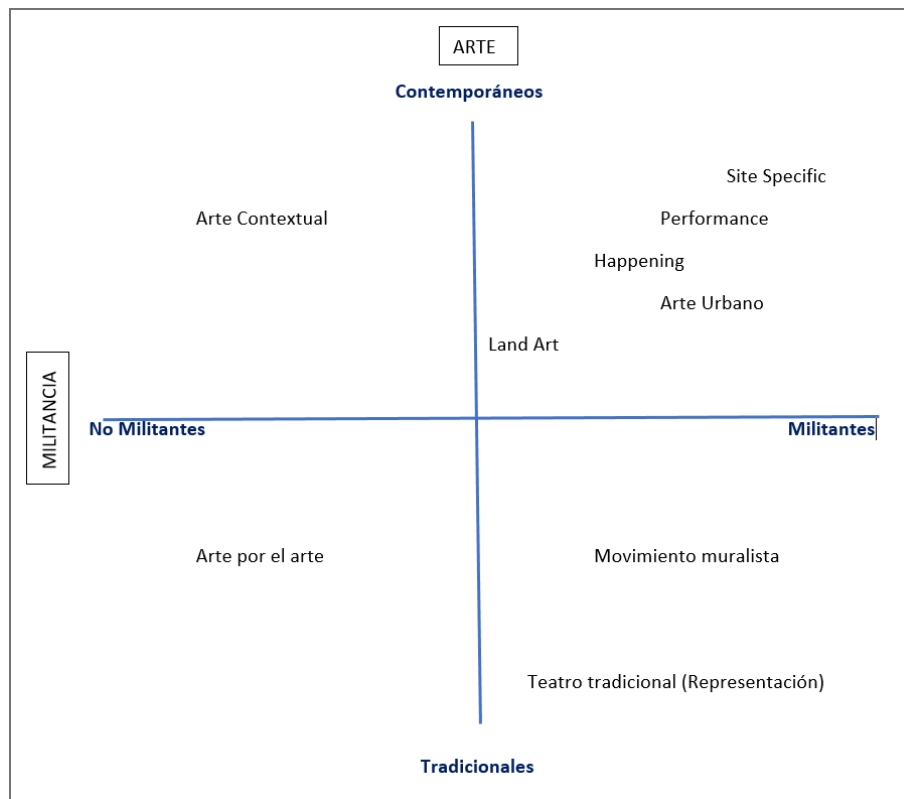 ARTE
Contemporáneos
Site Specific
Arte Contextual
Performance
Happening
Arte Urbano
Land Art
MILITANCIA
No Militantes
Militantes
Arte por el arte
Movimiento muralista
Teatro tradicional (Representación)
Tradicionales